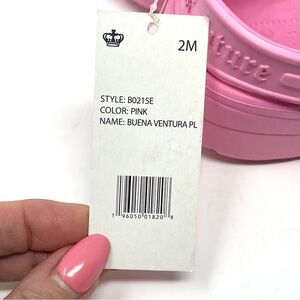 2M
STYLE: B0215E
COLOR: PINK
NAME: BUENA VENTURA PL
1 96050 01820 8